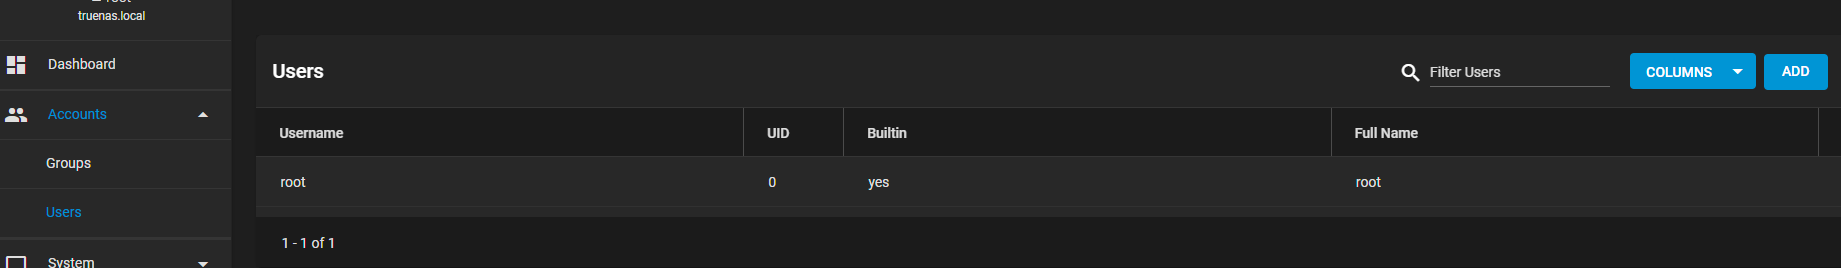 root
truenas.local
Dashboard
Accounts
Groups
Users
System
Users
Filter Users
COLUMNS
ADD
Username UID Builtin Full Name
root 0 yes root
1 - 1 of 1